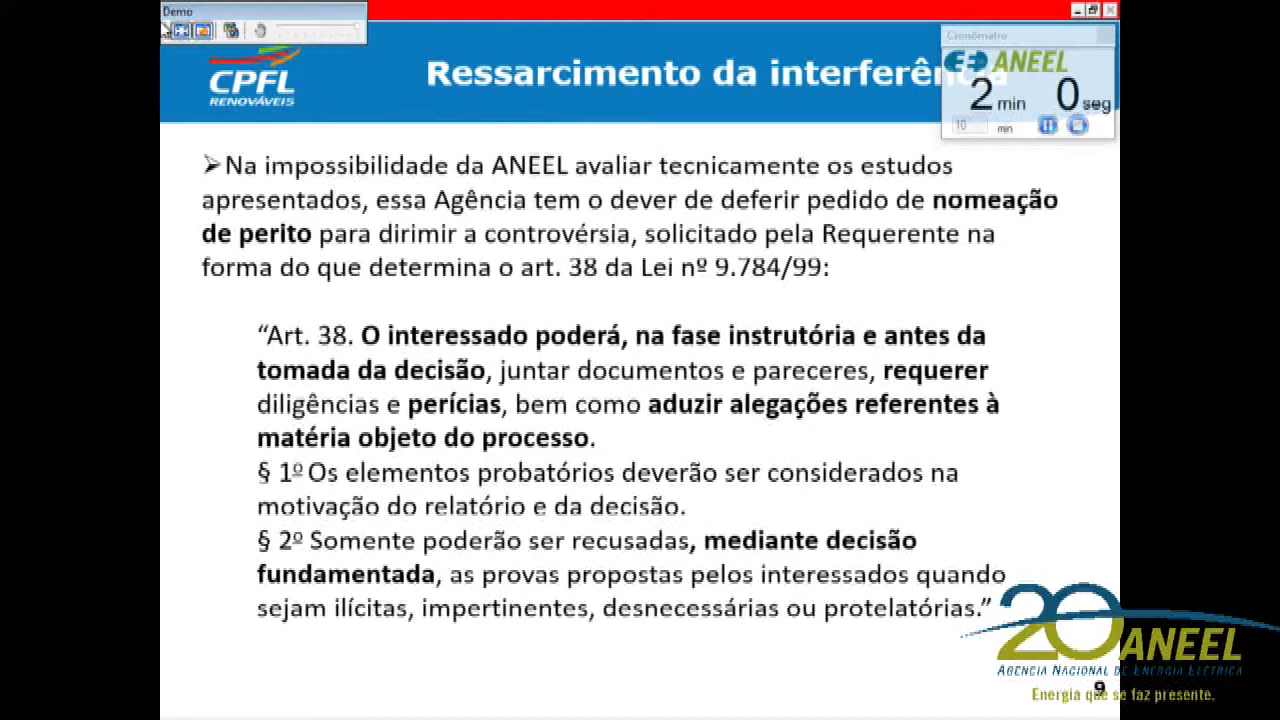 Demo
Cronómetro
ANEEL
2 min 0 seg
10 min
CPFL
RENOVÁVEIS
Ressarcimento da interferência
➢Na impossibilidade da ANEEL avaliar tecnicamente os estudos
apresentados, essa Agência tem o dever de deferir pedido de nomeação
de perito para dirimir a controvérsia, solicitado pela Requerente na
forma do que determina o art. 38 da Lei nº 9.784/99:
“Art. 38. O interessado poderá, na fase instrutória e antes da
tomada da decisão, juntar documentos e pareceres, requerer
diligências e perícias, bem como aduzir alegações referentes à
matéria objeto do processo.
§ 1º Os elementos probatórios deverão ser considerados na
motivação do relatório e da decisão.
§ 2º Somente poderão ser recusadas, mediante decisão
fundamentada, as provas propostas pelos interessados quando
sejam ilícitas, impertinentes, desnecessárias ou protelatórias.”
20 ANEEL
AGÊNCIA NACIONAL DE ENERGIA ELÉTRICA
9
Energia que se faz presente.